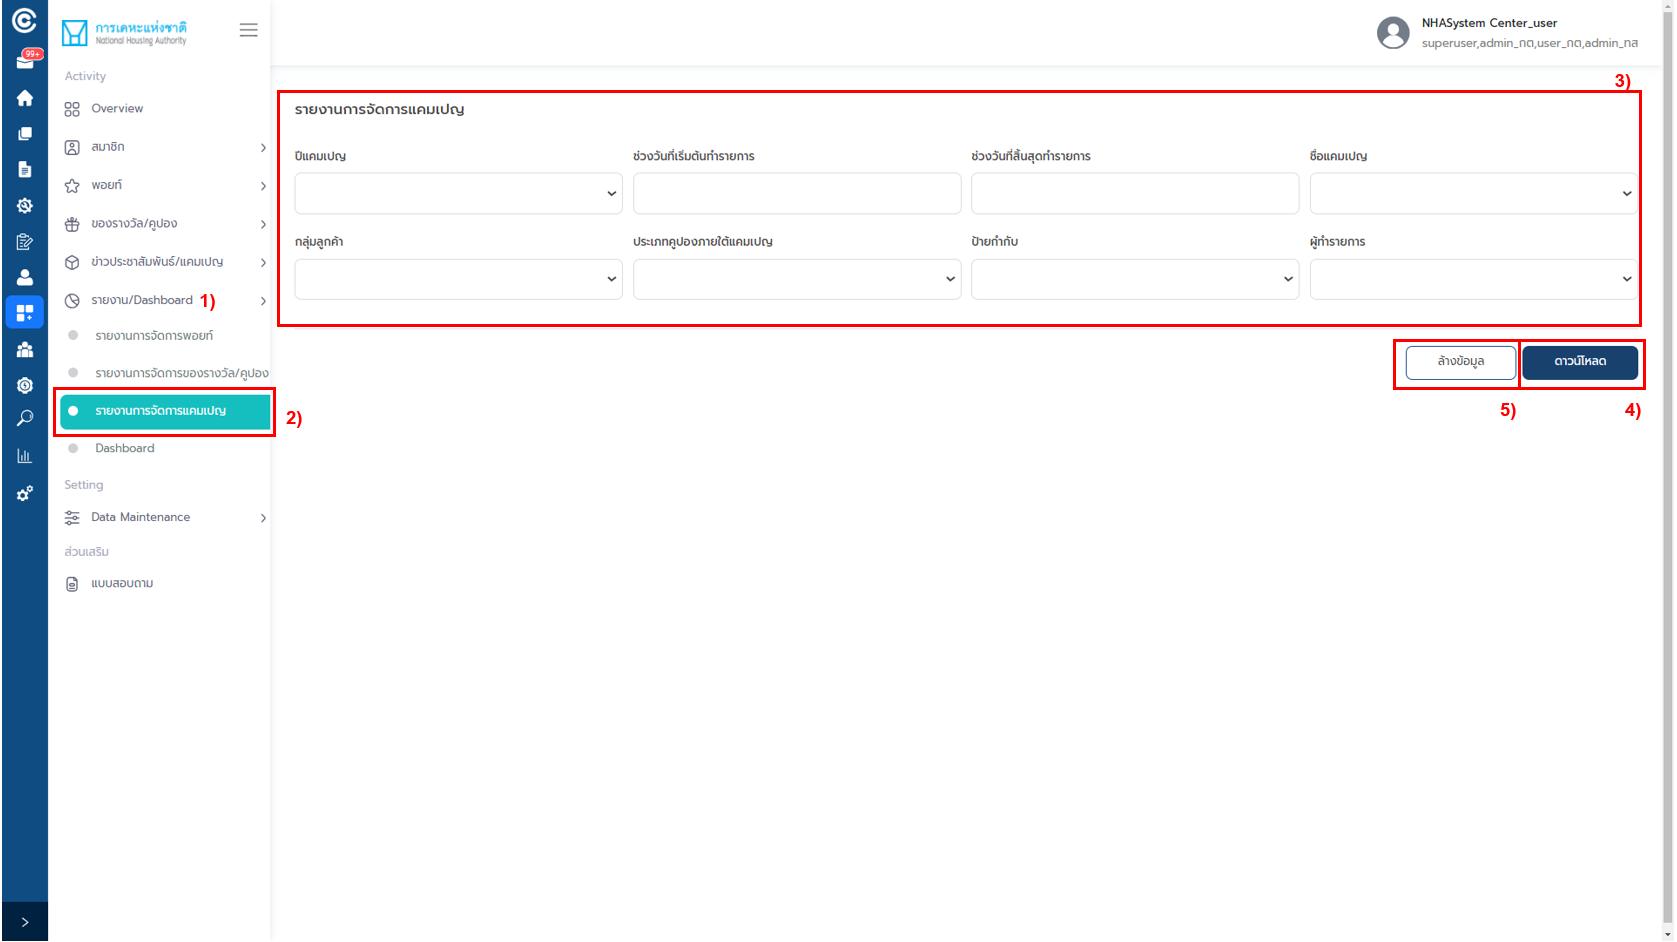 การเคหะแห่งชาติ
National Housing Authority
99+
Activity
Overview
สมาชิก
พอยท์
ของรางวัล/คูปอง
ข่าวประชาสัมพันธ์/แคมเปญ
รายงาน/Dashboard 1)
รายงานการจัดการพอยท์
รายงานการจัดการของรางวัล/คูปอง
รายงานการจัดการแคมเปญ
2)
Dashboard
Setting
Data Maintenance
ส่วนเสริม
แบบสอบถาม
NHASystem Center_user
superuser,admin_กต,user_กต,admin_ทส
3)
รายงานการจัดการแคมเปญ
ปีแคมเปญ
ช่วงวันที่เริ่มต้นทำรายการ
ช่วงวันที่สิ้นสุดทำรายการ
ชื่อแคมเปญ
กลุ่มลูกค้า
ประเภทคูปองภายใต้แคมเปญ
ป้ายกำกับ
ผู้ทำรายการ
ล้างข้อมูล
ดาวน์โหลด
5)
4)